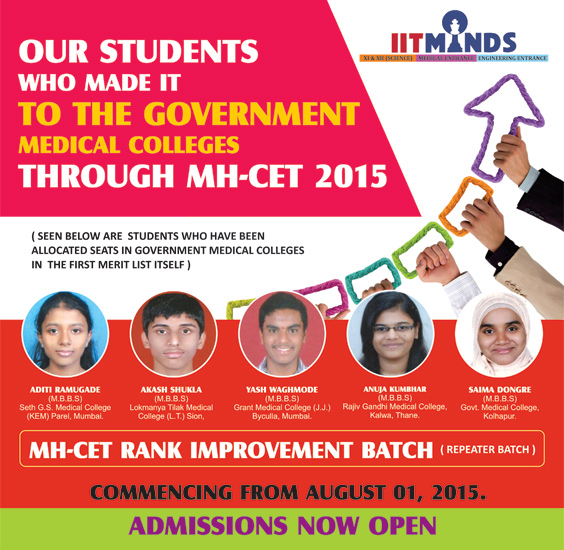 OUR STUDENTS
WHO MADE IT
TO THE GOVERNMENT
MEDICAL COLLEGES
THROUGH MH-CET 2015
IITMINDS
XI & XII (SCIENCE) MEDICAL ENTRANCE ENGINEERING ENTRANCE
( SEEN BELOW ARE STUDENTS WHO HAVE BEEN
ALLOCATED SEATS IN GOVERNMENT MEDICAL COLLEGES
IN THE FIRST MERIT LIST ITSELF )
ADITI RAMUGADE
(M.B.B.S)
Seth G.S. Medical College
(KEM) Parel, Mumbai.
AKASH SHUKLA
(M.B.B.S)
Lokmanya Tilak Medical
College (L.T.) Sion,
YASH WAGHMODE
(M.B.B.S)
Grant Medical College (J.J.)
Byculla, Mumbai.
ANUJA KUMBHAR
(M.B.B.S)
Rajiv Gandhi Medical College,
Kalwa, Thane.
SAIMA DONGRE
(M.B.B.S)
Govt. Medical College,
Kolhapur.
MH-CET RANK IMPROVEMENT BATCH ( REPEATER BATCH )
COMMENCING FROM AUGUST 01, 2015.
ADMISSIONS NOW OPEN